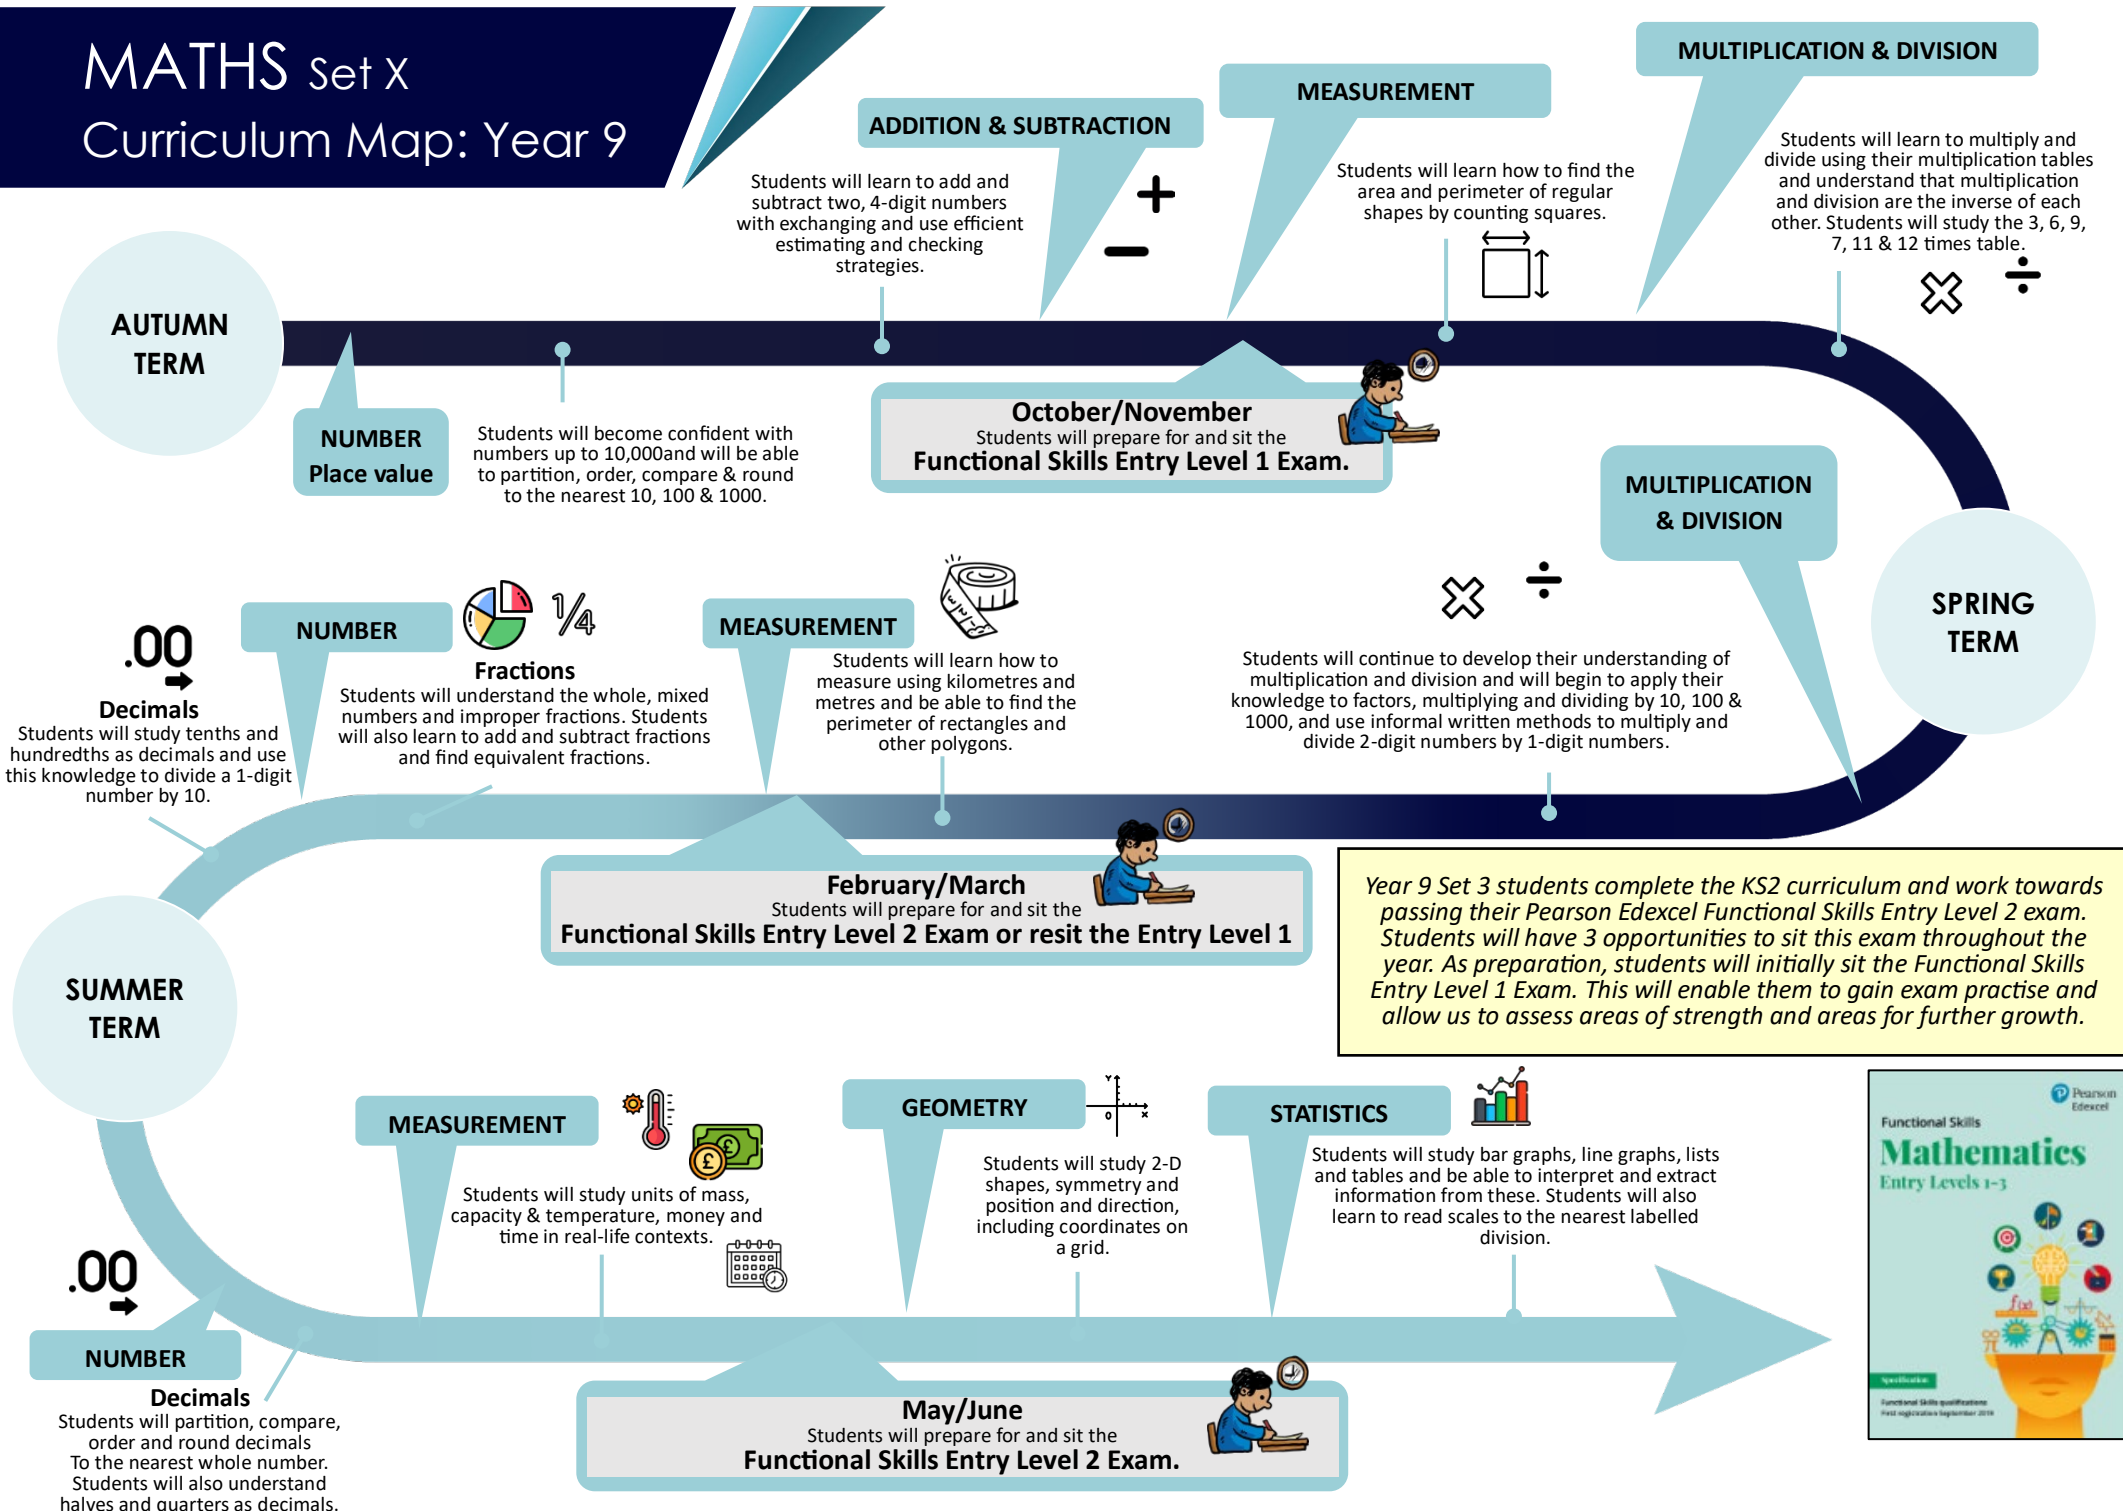 MATHS Set X
Curriculum Map: Year 9
ADDITION & SUBTRACTION
Students will learn to add and
subtract two, 4-digit numbers
with exchanging and use efficient
estimating and checking
strategies.
MEASUREMENT
Students will learn how to find the
area and perimeter of regular
shapes by counting squares.
MULTIPLICATION & DIVISION
Students will learn to multiply and
divide using their multiplication tables
and understand that multiplication
and division are the inverse of each
other. Students will study the 3, 6, 9,
7, 11 & 12 times table.
AUTUMN
TERM
NUMBER
Place value
Students will become confident with
numbers up to 10,000and will be able
to partition, order, compare & round
to the nearest 10, 100 & 1000.
October/November
Students will prepare for and sit the
Functional Skills Entry Level 1 Exam.
MULTIPLICATION
& DIVISION
SPRING
TERM
Students will continue to develop their understanding of
multiplication and division and will begin to apply their
knowledge to factors, multiplying and dividing by 10, 100 &
1000, and use informal written methods to multiply and
divide 2-digit numbers by 1-digit numbers.
MEASUREMENT
Students will learn how to
measure using kilometres and
metres and be able to find the
perimeter of rectangles and
other polygons.
NUMBER
1/4
Fractions
Students will understand the whole, mixed
numbers and improper fractions. Students
will also learn to add and subtract fractions
and find equivalent fractions.
.00
Decimals
Students will study tenths and
hundredths as decimals and use
this knowledge to divide a 1-digit
number by 10.
February/March
Students will prepare for and sit the
Functional Skills Entry Level 2 Exam or resit the Entry Level 1
Year 9 Set 3 students complete the KS2 curriculum and work towards
passing their Pearson Edexcel Functional Skills Entry Level 2 exam.
Students will have 3 opportunities to sit this exam throughout the
year. As preparation, students will initially sit the Functional Skills
Entry Level 1 Exam. This will enable them to gain exam practise and
allow us to assess areas of strength and areas for further growth.
SUMMER
TERM
.00
NUMBER
Decimals
Students will partition, compare,
order and round decimals
To the nearest whole number.
Students will also understand
halves and quarters as decimals.
MEASUREMENT
Students will study units of mass,
capacity & temperature, money and
time in real-life contexts.
GEOMETRY
Y
0 x
Students will study 2-D
shapes, symmetry and
position and direction,
including coordinates on
a grid.
STATISTICS
Students will study bar graphs, line graphs, lists
and tables and be able to interpret and extract
information from these. Students will also
learn to read scales to the nearest labelled
division.
May/June
Students will prepare for and sit the
Functional Skills Entry Level 2 Exam.
Pearson
Edexcel
Functional Skills
Mathematics
Entry Levels 1-3
f(x)
Specification
Functional Skills qualifications
First registration September 2019